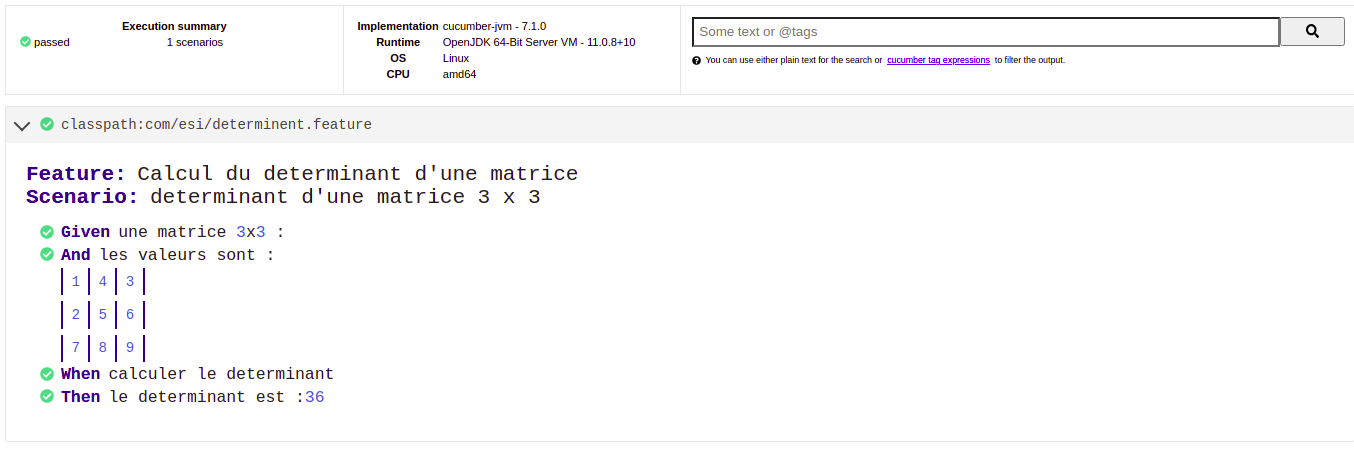 Execution summary
passed 1 scenarios
Implementation cucumber-jvm - 7.1.0
Runtime OpenJDK 64-Bit Server VM - 11.0.8+10
OS Linux
CPU amd64
Some text or @tags
You can use either plain text for the search or cucumber tag expressions to filter the output.
classpath:com/esi/determinent.feature
Feature: Calcul du determinant d'une matrice
Scenario: determinant d'une matrice 3 x 3
Given une matrice 3x3 :
And les valeurs sont :
1 4 3
2 5 6
7 8 9
When calculer le determinant
Then le determinant est :36